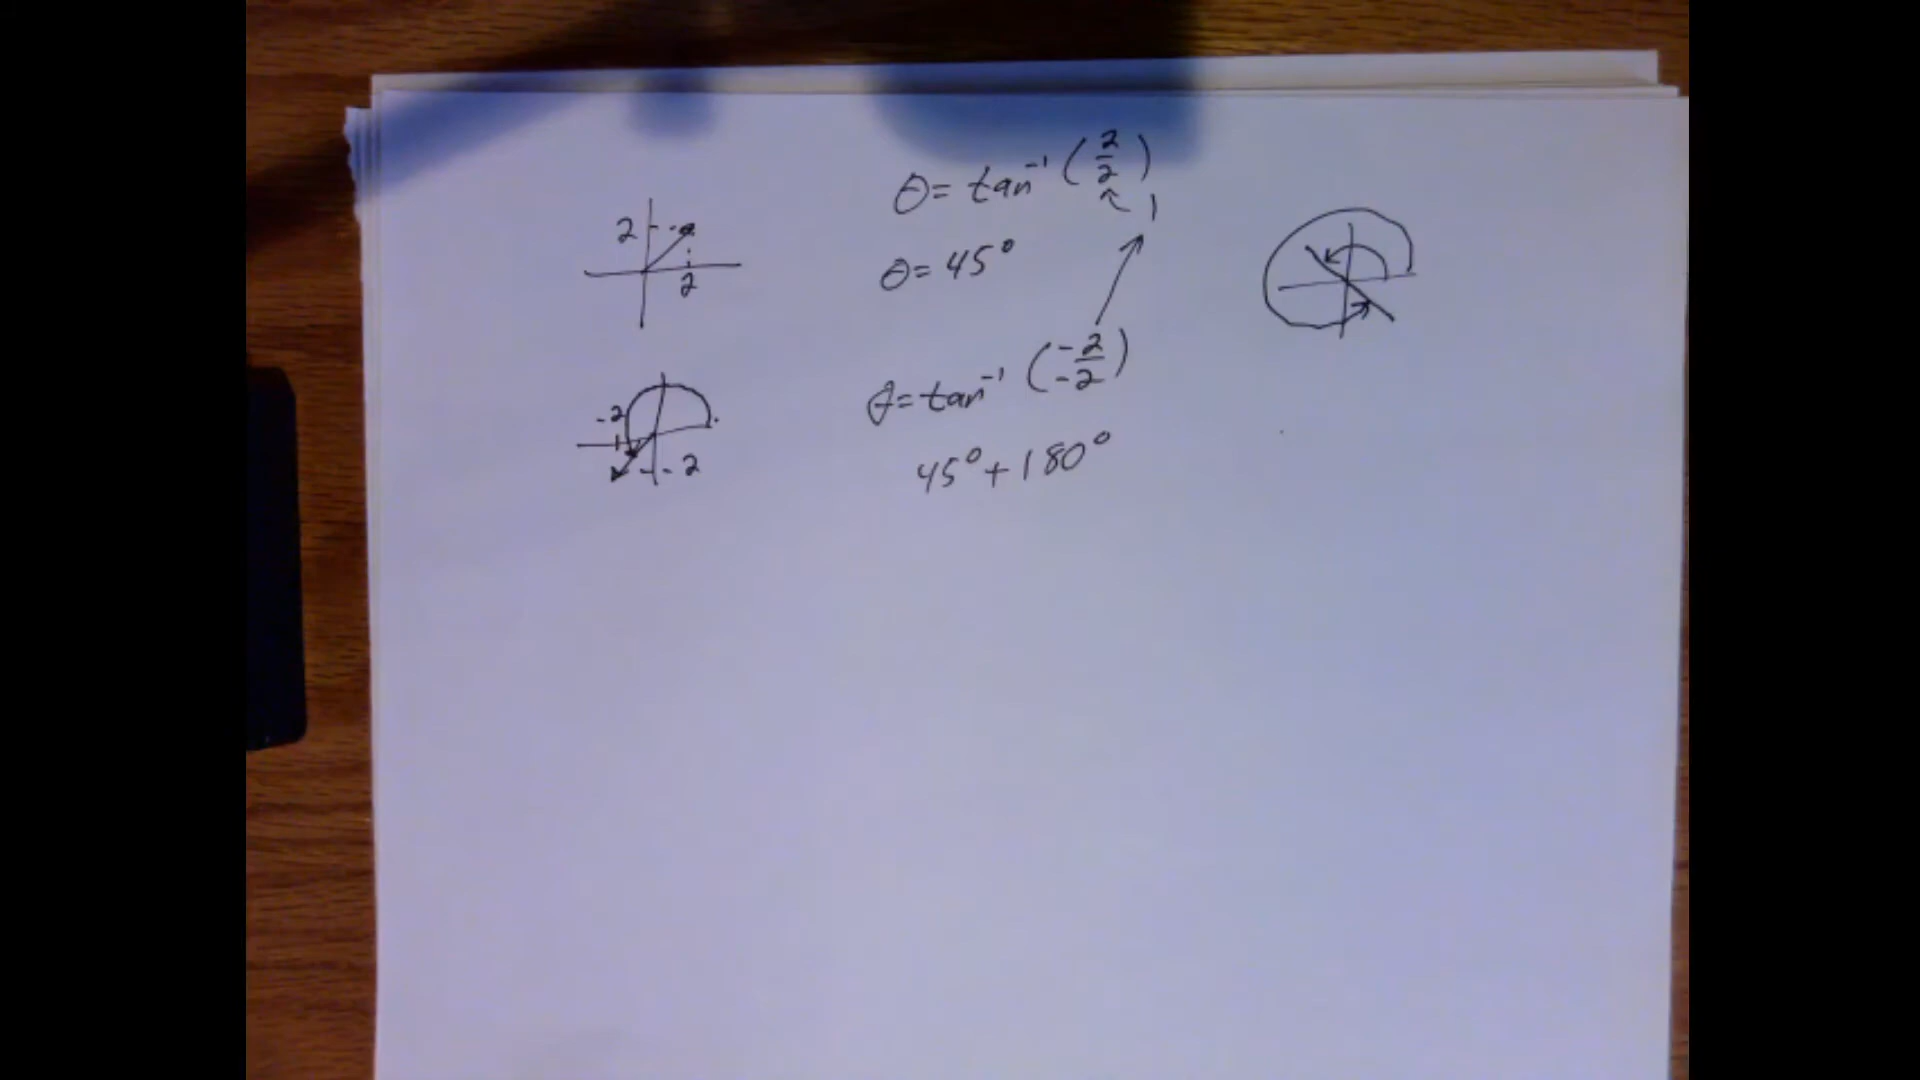 θ = tan⁻¹ (2/2)
1
2
2
θ = 45°
θ = tan⁻¹ (-2/-2)
-2
-2
45° + 180°